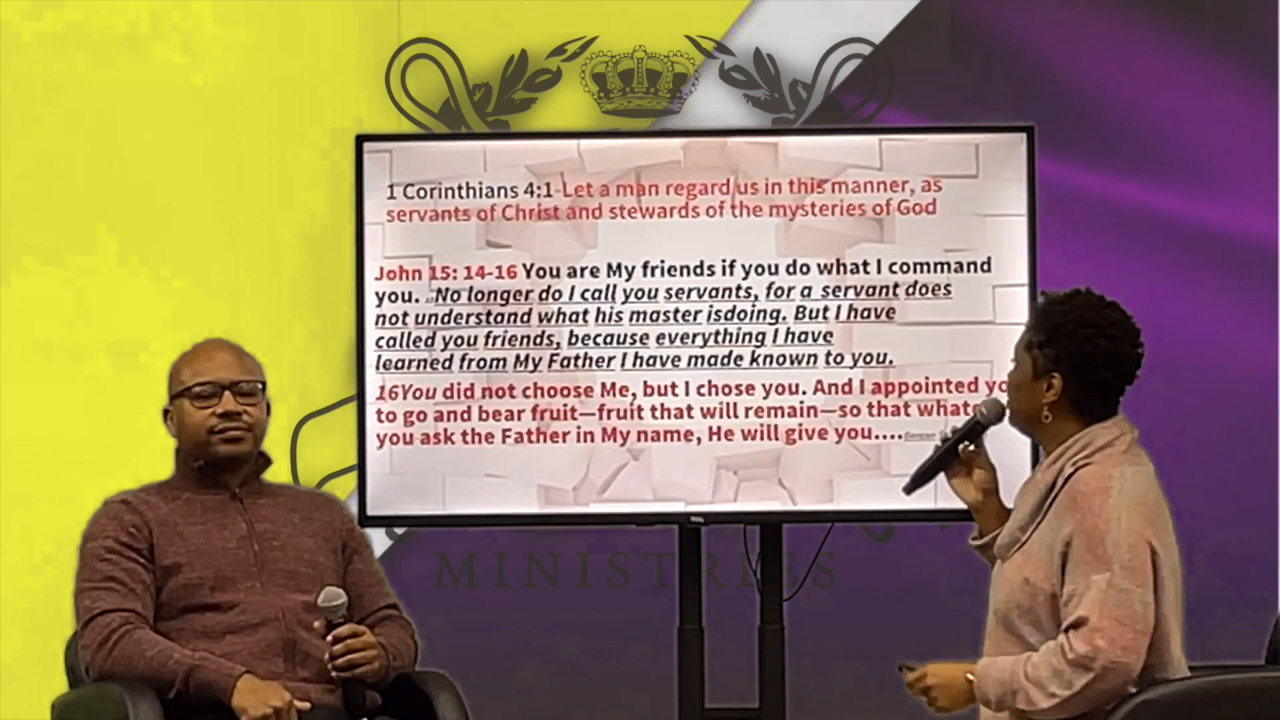 1 Corinthians 4:1-Let a man regard us in this manner, as
servants of Christ and stewards of the mysteries of God
John 15: 14-16 You are My friends if you do what I command
you. No longer do I call you servants, for a servant does
not understand what his master isdoing. But I have
called you friends, because everything I have
learned from My Father I have made known to you.
16You did not choose Me, but I chose you. And I appointed yo
to go and bear fruit—fruit that will remain—so that what
you ask the Father in My name, He will give you....
MINISTRIES